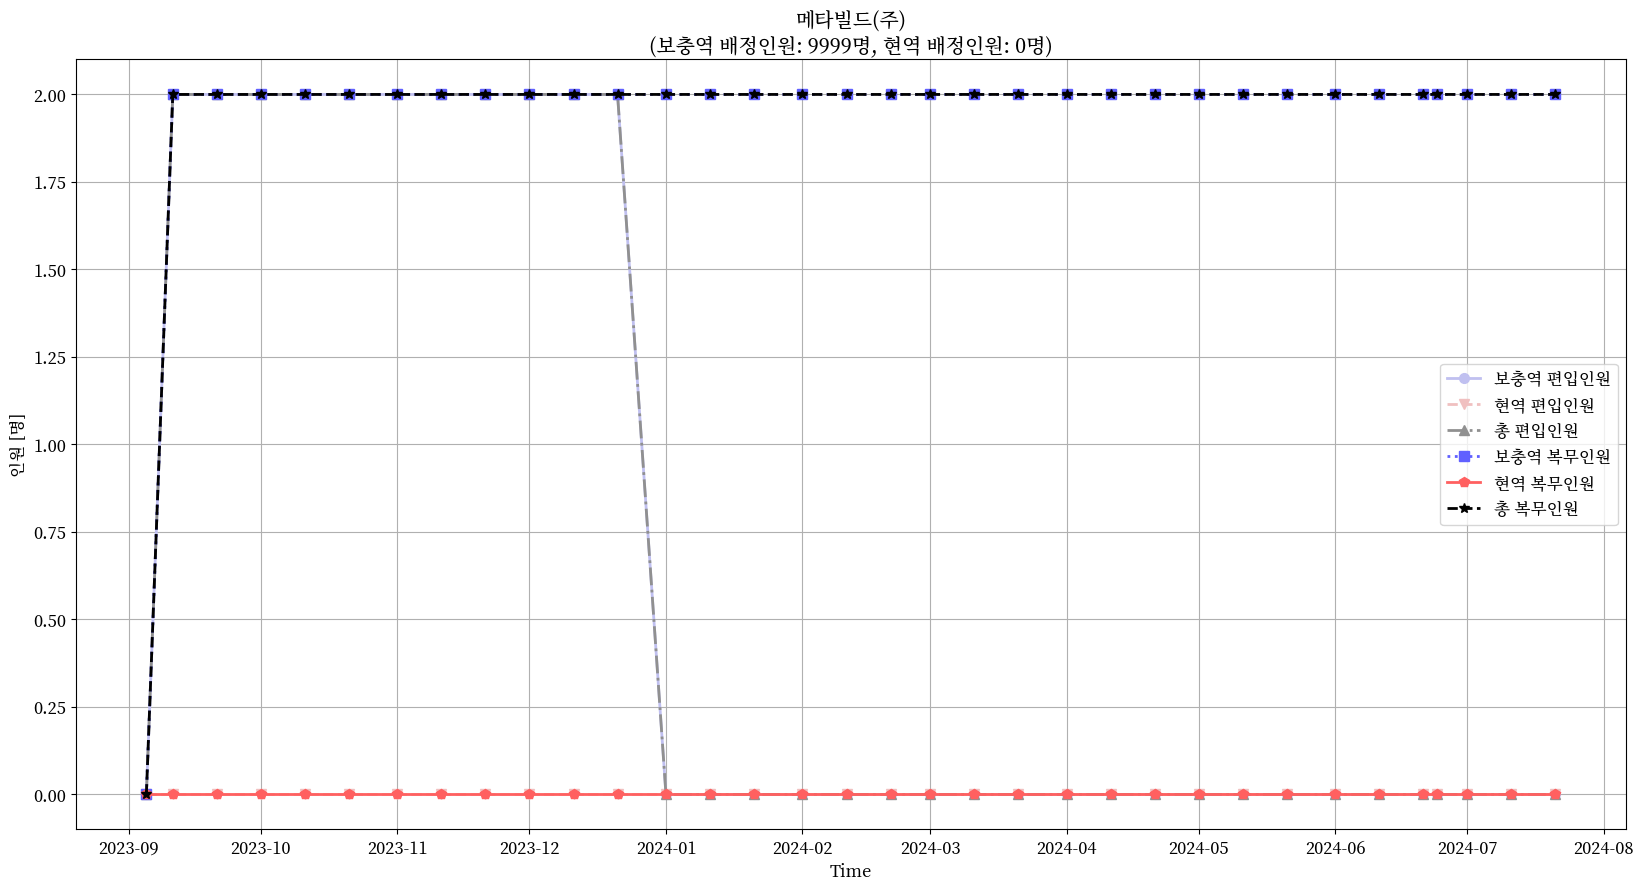 메타빌드(주)
(보충역 배정인원: 9999명, 현역 배정인원: 0명)
2.00
1.75
1.50
1.25
1.00
0.75
0.50
0.25
0.00
인원 [명]
보충역 편입인원
현역 편입인원
총 편입인원
보충역 복무인원
현역 복무인원
총 복무인원
2023-09 2023-10 2023-11 2023-12 2024-01 2024-02 2024-03 2024-04 2024-05 2024-06 2024-07 2024-08
Time